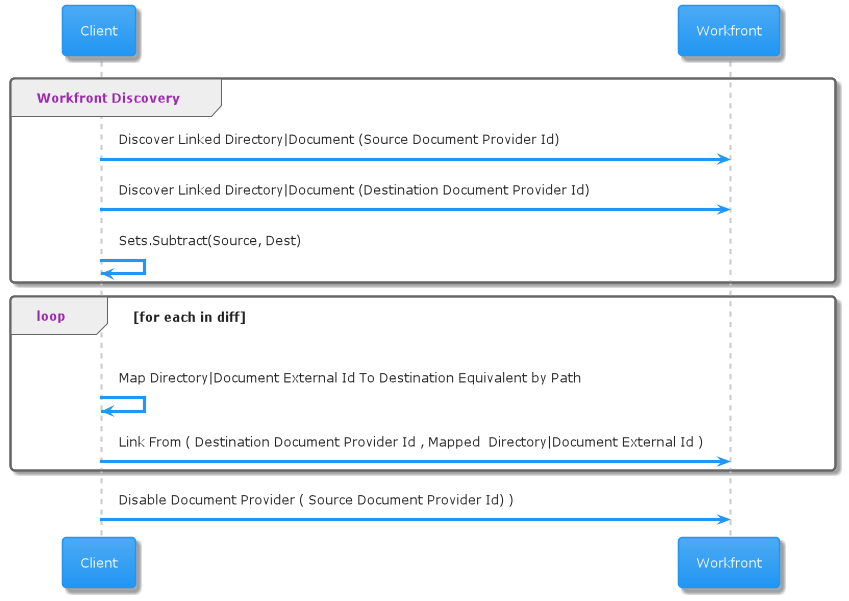 Client
Workfront
Workfront Discovery
Discover Linked Directory|Document (Source Document Provider Id)
Discover Linked Directory|Document (Destination Document Provider Id)
Sets.Subtract(Source, Dest)
loop
[for each in diff]
Map Directory|Document External Id To Destination Equivalent by Path
Link From ( Destination Document Provider Id , Mapped  Directory|Document External Id )
Disable Document Provider ( Source Document Provider Id) )
Client
Workfront